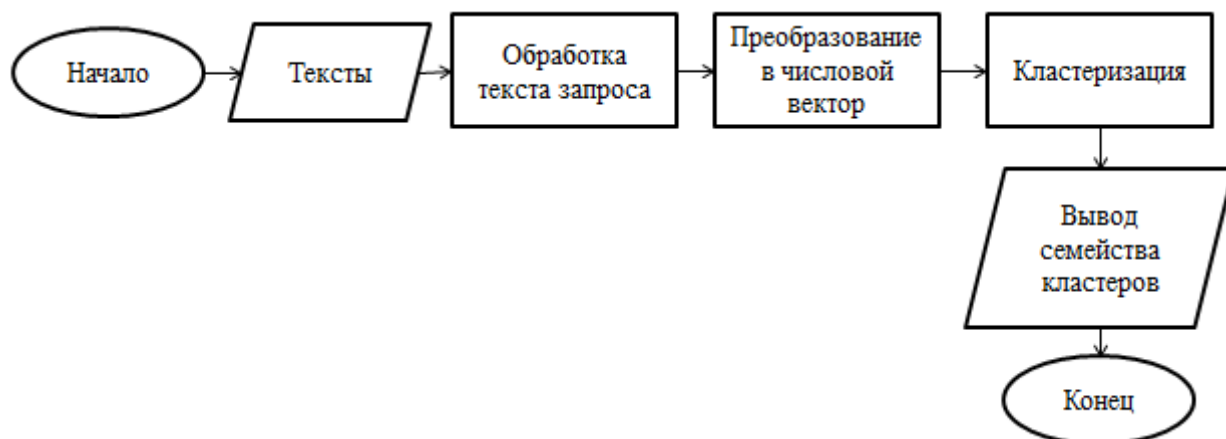 Начало
Тексты
Обработка
текста запроса
Преобразование
в числовой
вектор
Кластеризация
Вывод
семейства
кластеров
Конец